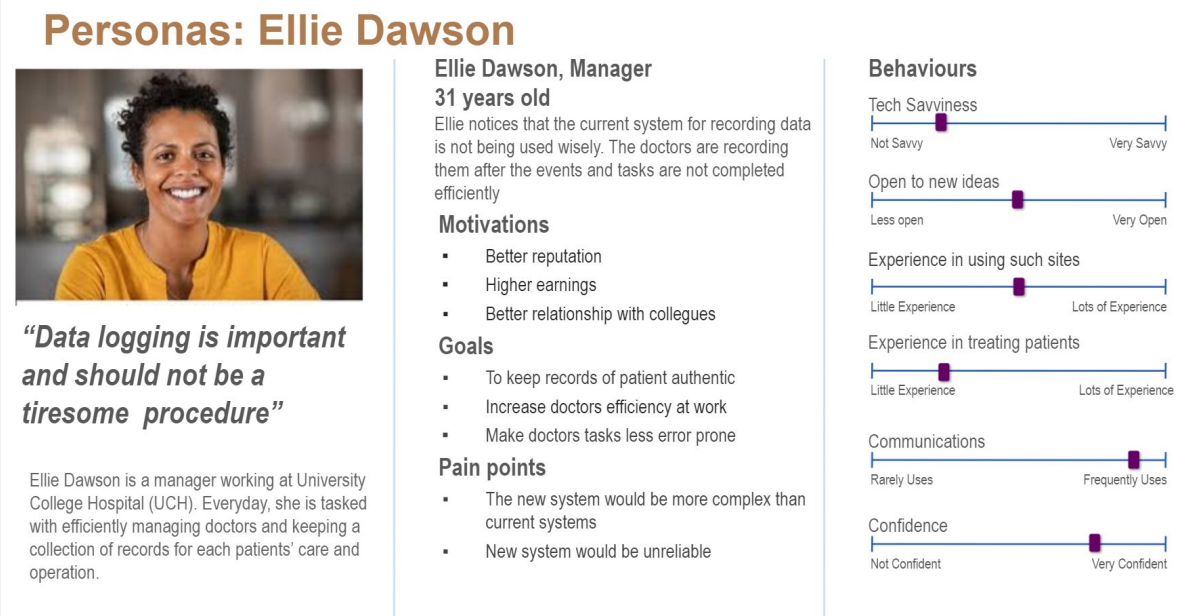 Personas: Ellie Dawson
“Data logging is important
and should not be a
tiresome procedure”
Ellie Dawson is a manager working at University
College Hospital (UCH). Everyday, she is tasked
with efficiently managing doctors and keeping a
collection of records for each patients’ care and
operation.
Ellie Dawson, Manager
31 years old
Ellie notices that the current system for recording data
is not being used wisely. The doctors are recording
them after the events and tasks are not completed
efficiently
Motivations
▪ Better reputation
▪ Higher earnings
▪ Better relationship with collegues
Goals
▪ To keep records of patient authentic
▪ Increase doctors efficiency at work
▪ Make doctors tasks less error prone
Pain points
▪ The new system would be more complex than
current systems
▪ New system would be unreliable
Behaviours
Tech Savviness
Not Savvy Very Savvy
Open to new ideas
Less open Very Open
Experience in using such sites
Little Experience Lots of Experience
Experience in treating patients
Little Experience Lots of Experience
Communications
Rarely Uses Frequently Uses
Confidence
Not Confident Very Confident